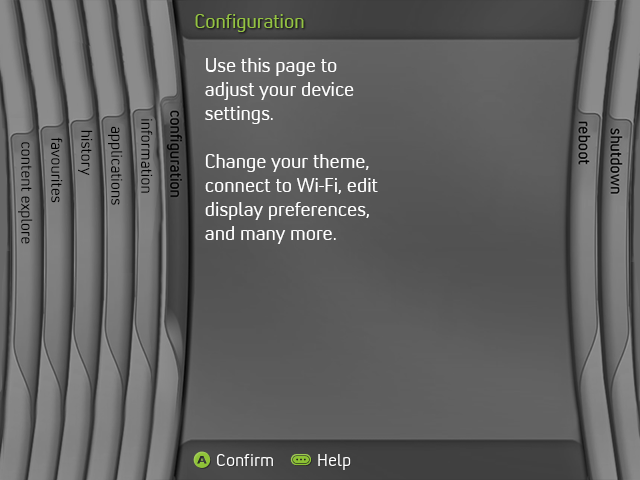 Configuration
Use this page to
adjust your device
settings.
Change your theme,
connect to Wi-Fi, edit
display preferences,
and many more.
content explore
favourites
history
applications
information
configuration
reboot
shutdown
A Confirm
Help